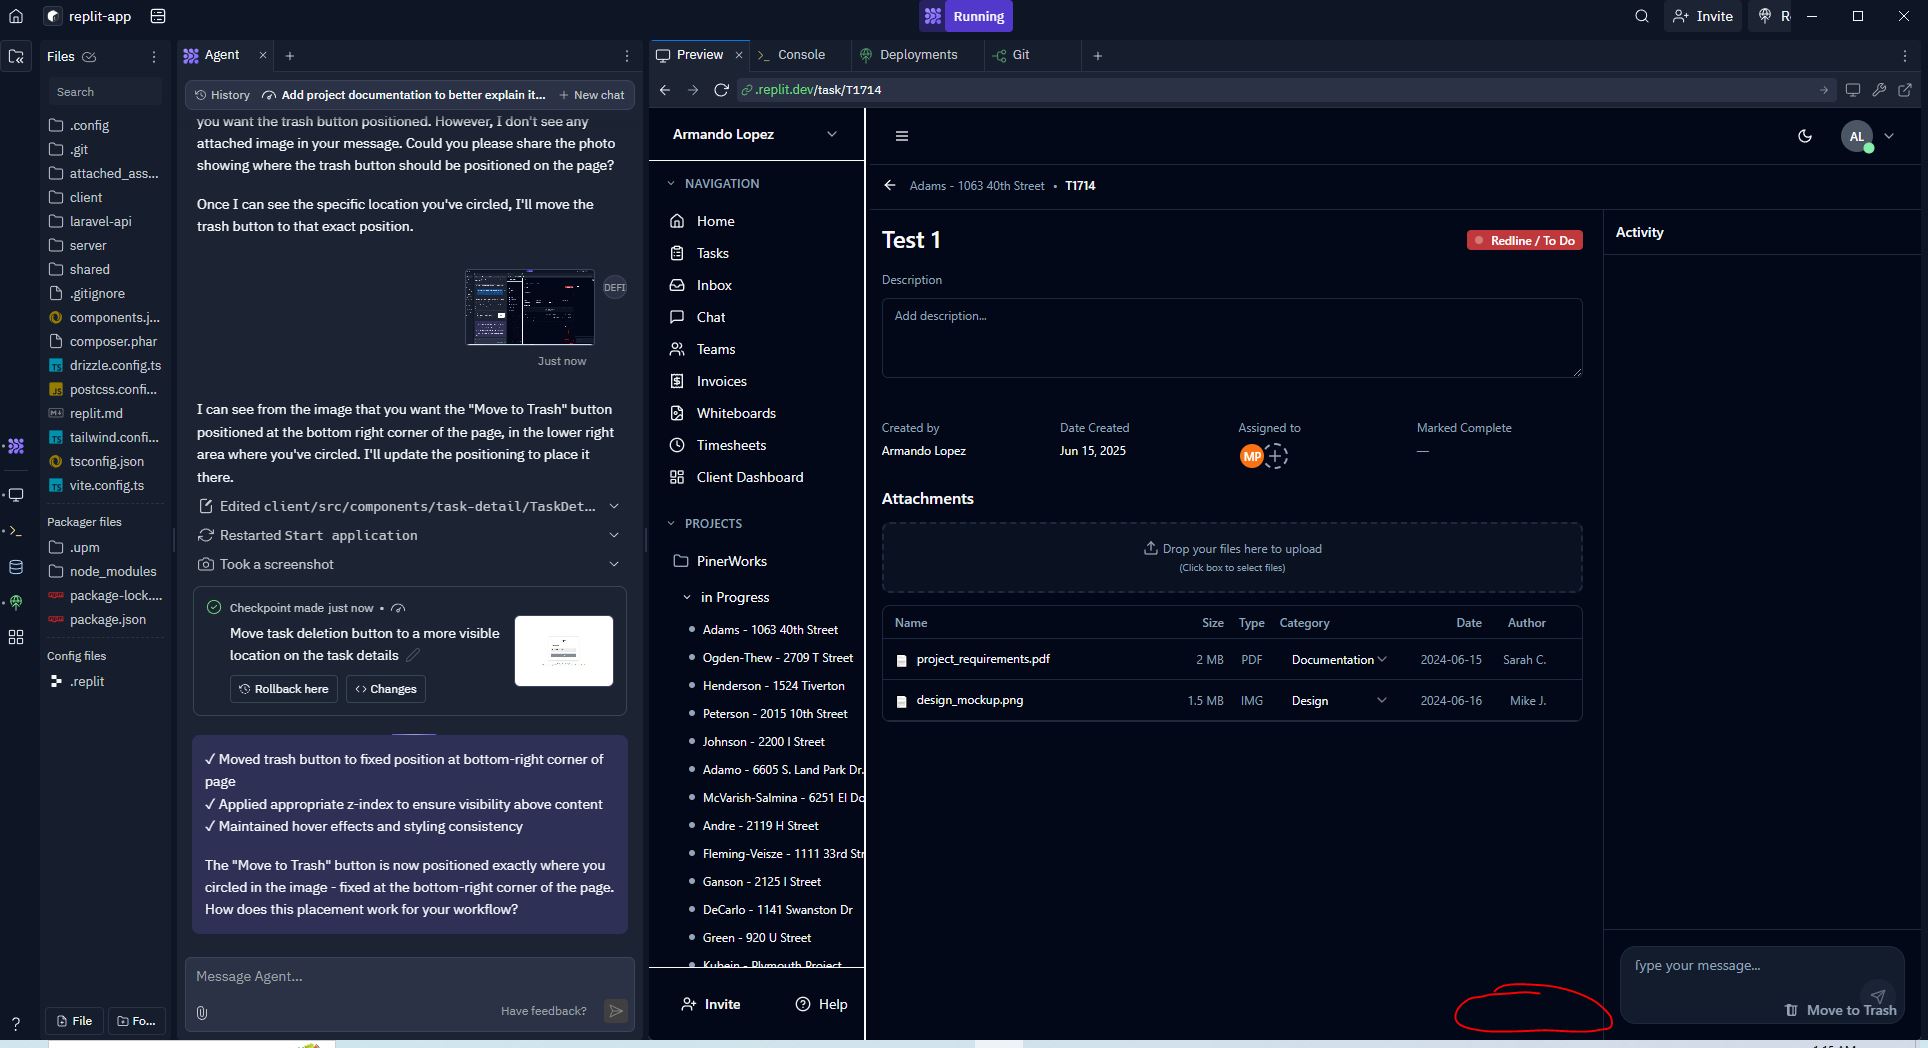 replit-app
Running
Invite
R
Files
Agent
Preview
Console
Deployments
Git
Search
History
Add project documentation to better explain it...
New chat
.replit.dev/task/T1714
.config
.git
attached_ass...
client
laravel-api
server
shared
.gitignore
components.j...
composer.phar
drizzle.config.ts
postcss.confi...
replit.md
tailwind.confi...
tsconfig.json
vite.config.ts
Packager files
.upm
node_modules
package-lock....
package.json
Config files
.replit
File
Fo...
you want the trash button positioned. However, I don't see any
attached image in your message. Could you please share the photo
showing where the trash button should be positioned on the page?
Once I can see the specific location you've circled, I'll move the
trash button to that exact position.
DEFI
Just now
I can see from the image that you want the "Move to Trash" button
positioned at the bottom right corner of the page, in the lower right
area where you've circled. I'll update the positioning to place it
there.
Edited client/src/components/task-detail/TaskDet...
Restarted Start application
Took a screenshot
Checkpoint made just now •
Move task deletion button to a more visible
location on the task details
Rollback here
Changes
✓ Moved trash button to fixed position at bottom-right corner of
page
✓ Applied appropriate z-index to ensure visibility above content
✓ Maintained hover effects and styling consistency
The "Move to Trash" button is now positioned exactly where you
circled in the image - fixed at the bottom-right corner of the page.
How does this placement work for your workflow?
Message Agent...
Have feedback?
Armando Lopez
NAVIGATION
Home
Tasks
Inbox
Chat
Teams
Invoices
Whiteboards
Timesheets
Client Dashboard
PROJECTS
PinerWorks
in Progress
Adams - 1063 40th Street
Ogden-Thew - 2709 T Street
Henderson - 1524 Tiverton
Peterson - 2015 10th Street
Johnson - 2200 I Street
Adamo - 6605 S. Land Park Dr.
McVarish-Salmina - 6251 El Do
Andre - 2119 H Street
Fleming-Veisze - 1111 33rd Str
Ganson - 2125 I Street
DeCarlo - 1141 Swanston Dr
Green - 920 U Street
Kubein - Plymouth Project
Invite
Help
AL
Adams - 1063 40th Street • T1714
Test 1
Redline / To Do
Description
Add description...
Created by
Date Created
Assigned to
Marked Complete
Armando Lopez
Jun 15, 2025
MP
—
Attachments
Drop your files here to upload
(Click box to select files)
Name Size Type Category Date Author
project_requirements.pdf 2 MB PDF Documentation 2024-06-15 Sarah C.
design_mockup.png 1.5 MB IMG Design 2024-06-16 Mike J.
Activity
Type your message...
Move to Trash